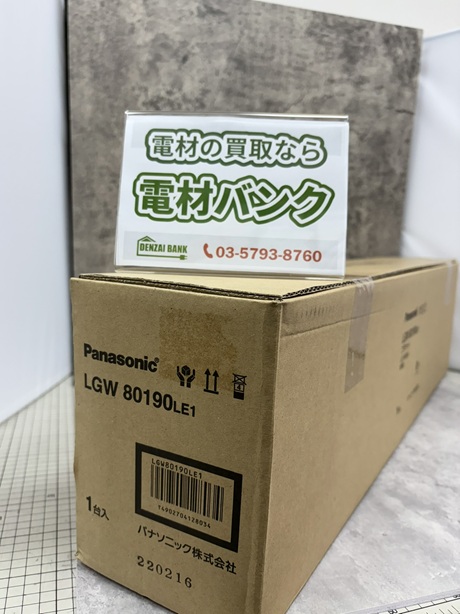 電材の買取なら
電材バンク
DENZAI BANK
03-5793-8760
Panasonic
LGW 80190LE1
LGW80190LE1
14902704128034
1台入
パナソニック株式会社
220216